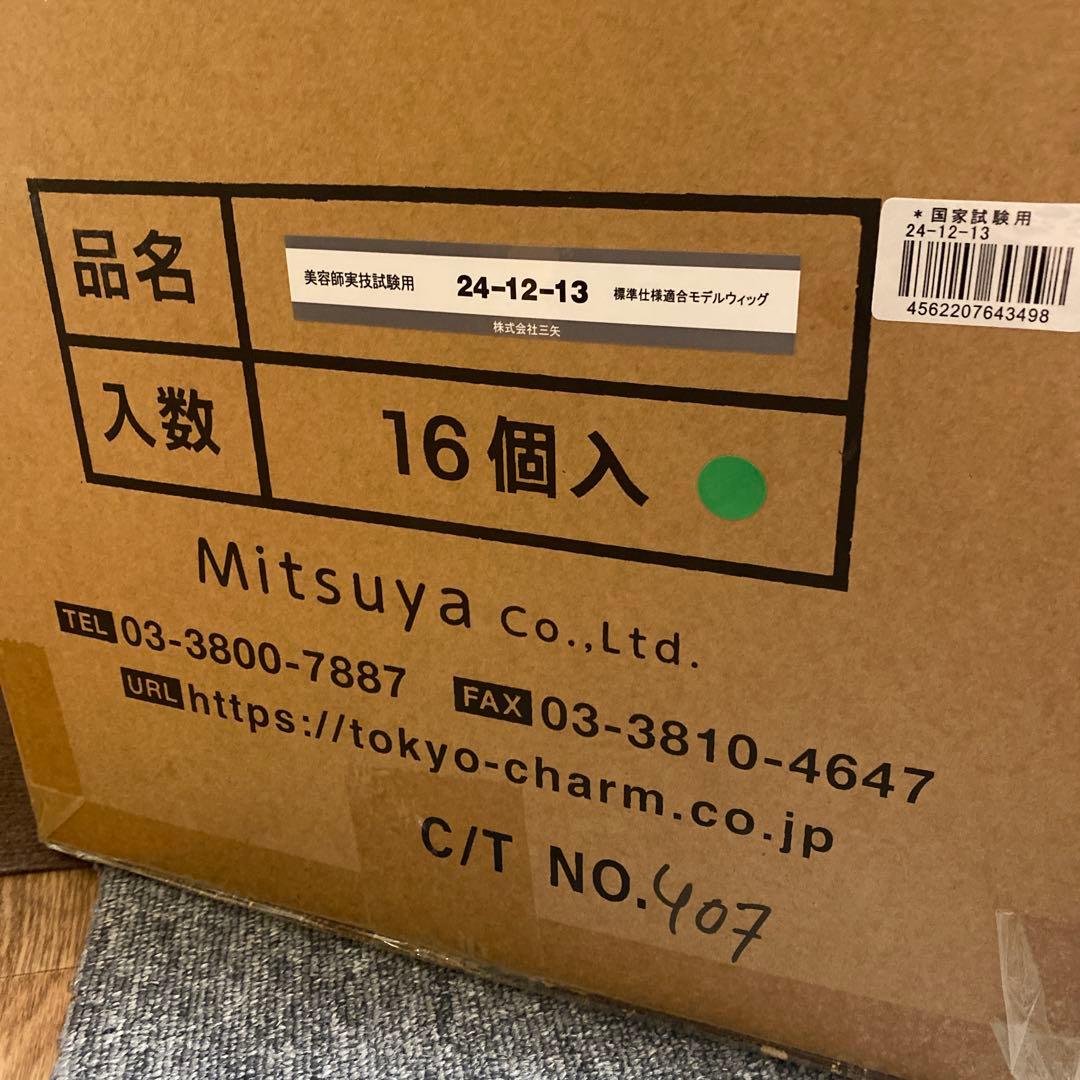 品名
美容師実技試験用 24-12-13 標準仕様適合モデルウィッグ
株式会社三矢
* 国家試験用
24-12-13
4562207643498
入数
16個入
Mitsuya Co.,Ltd.
TEL 03-3800-7887 FAX 03-3810-4647
URL https://tokyo-charm.co.jp
C/T NO.407